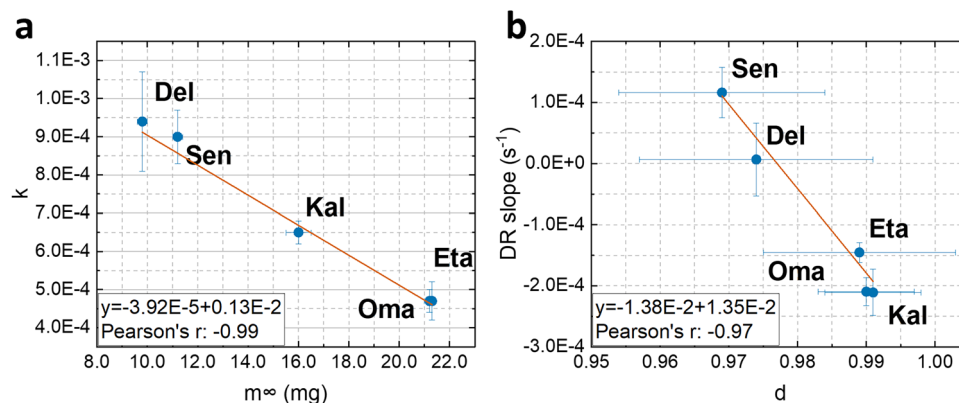 a
1.1E-3
1.0E-3
9.0E-4
8.0E-4
7.0E-4
6.0E-4
5.0E-4
4.0E-4
k
Del
Sen
Kal
Eta
Oma
y=-3.92E-5+0.13E-2
Pearson's r: -0.99
8.0 10.0 12.0 14.0 16.0 18.0 20.0 22.0
m∞ (mg)
b
2.0E-4
1.0E-4
0.0E+0
-1.0E-4
-2.0E-4
-3.0E-4
DR slope (s⁻¹)
Sen
Del
Eta
Oma
Kal
y=-1.38E-2+1.35E-2
Pearson's r: -0.97
0.95 0.96 0.97 0.98 0.99 1.00
d